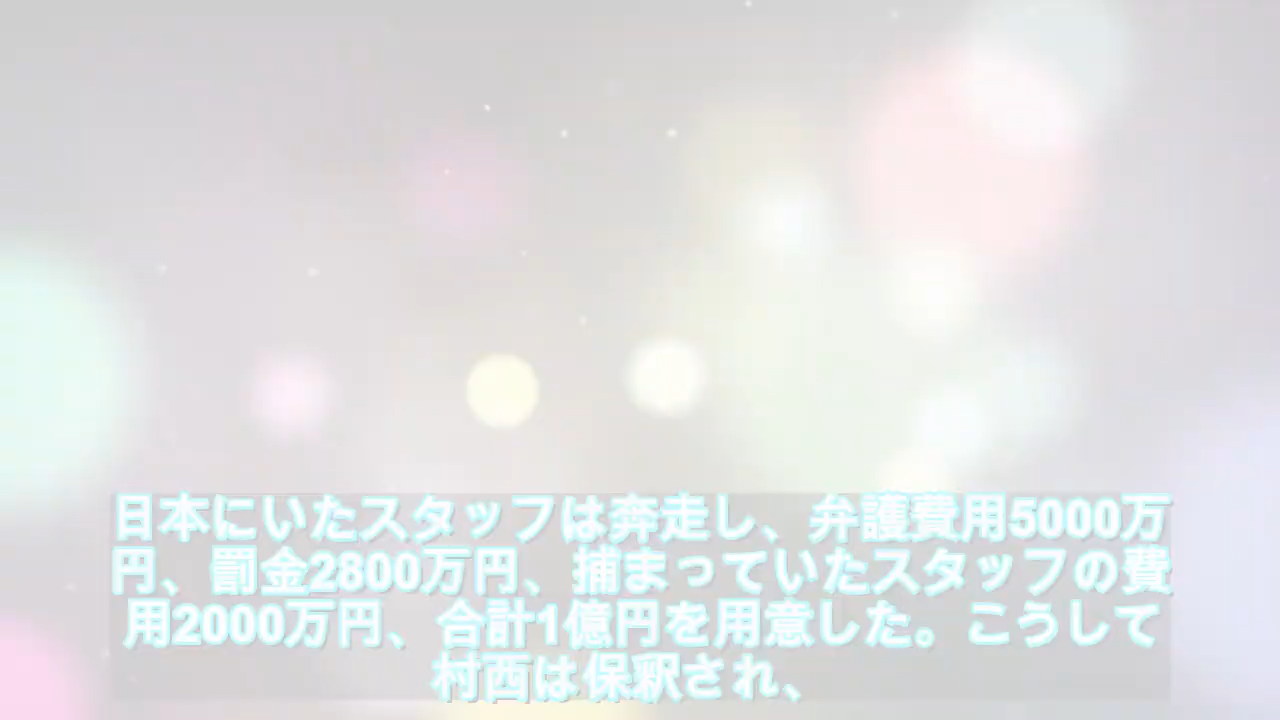 日本にいたスタッフは奔走し、弁護費用5000万
円、罰金2800万円、捕まっていたスタッフの費
用2000万円、合計1億円を用意した。こうして
村西は保釈され、